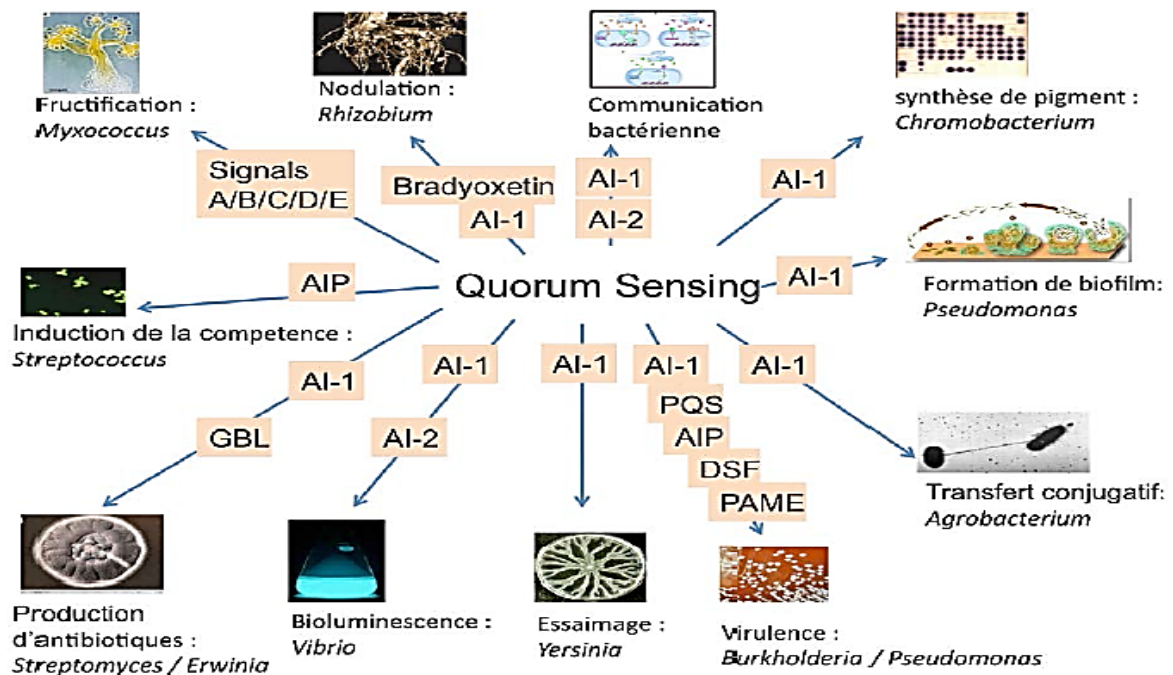 Fructification :
Myxococcus
Nodulation :
Rhizobium
Communication
bactérienne
synthèse de pigment :
Chromobacterium
Signals
A/B/C/D/E
Bradyoxetin
AI-1
AI-1
AI-2
AI-1
AIP
Quorum Sensing
AI-1
Formation de biofilm:
Pseudomonas
Induction de la competence :
Streptococcus
AI-1
GBL
AI-1
AI-2
AI-1
AI-1
PQS
AIP
DSF
PAME
AI-1
Transfert conjugatif:
Agrobacterium
Production
d'antibiotiques :
Streptomyces / Erwinia
Bioluminescence :
Vibrio
Essaimage :
Yersinia
Virulence :
Burkholderia / Pseudomonas